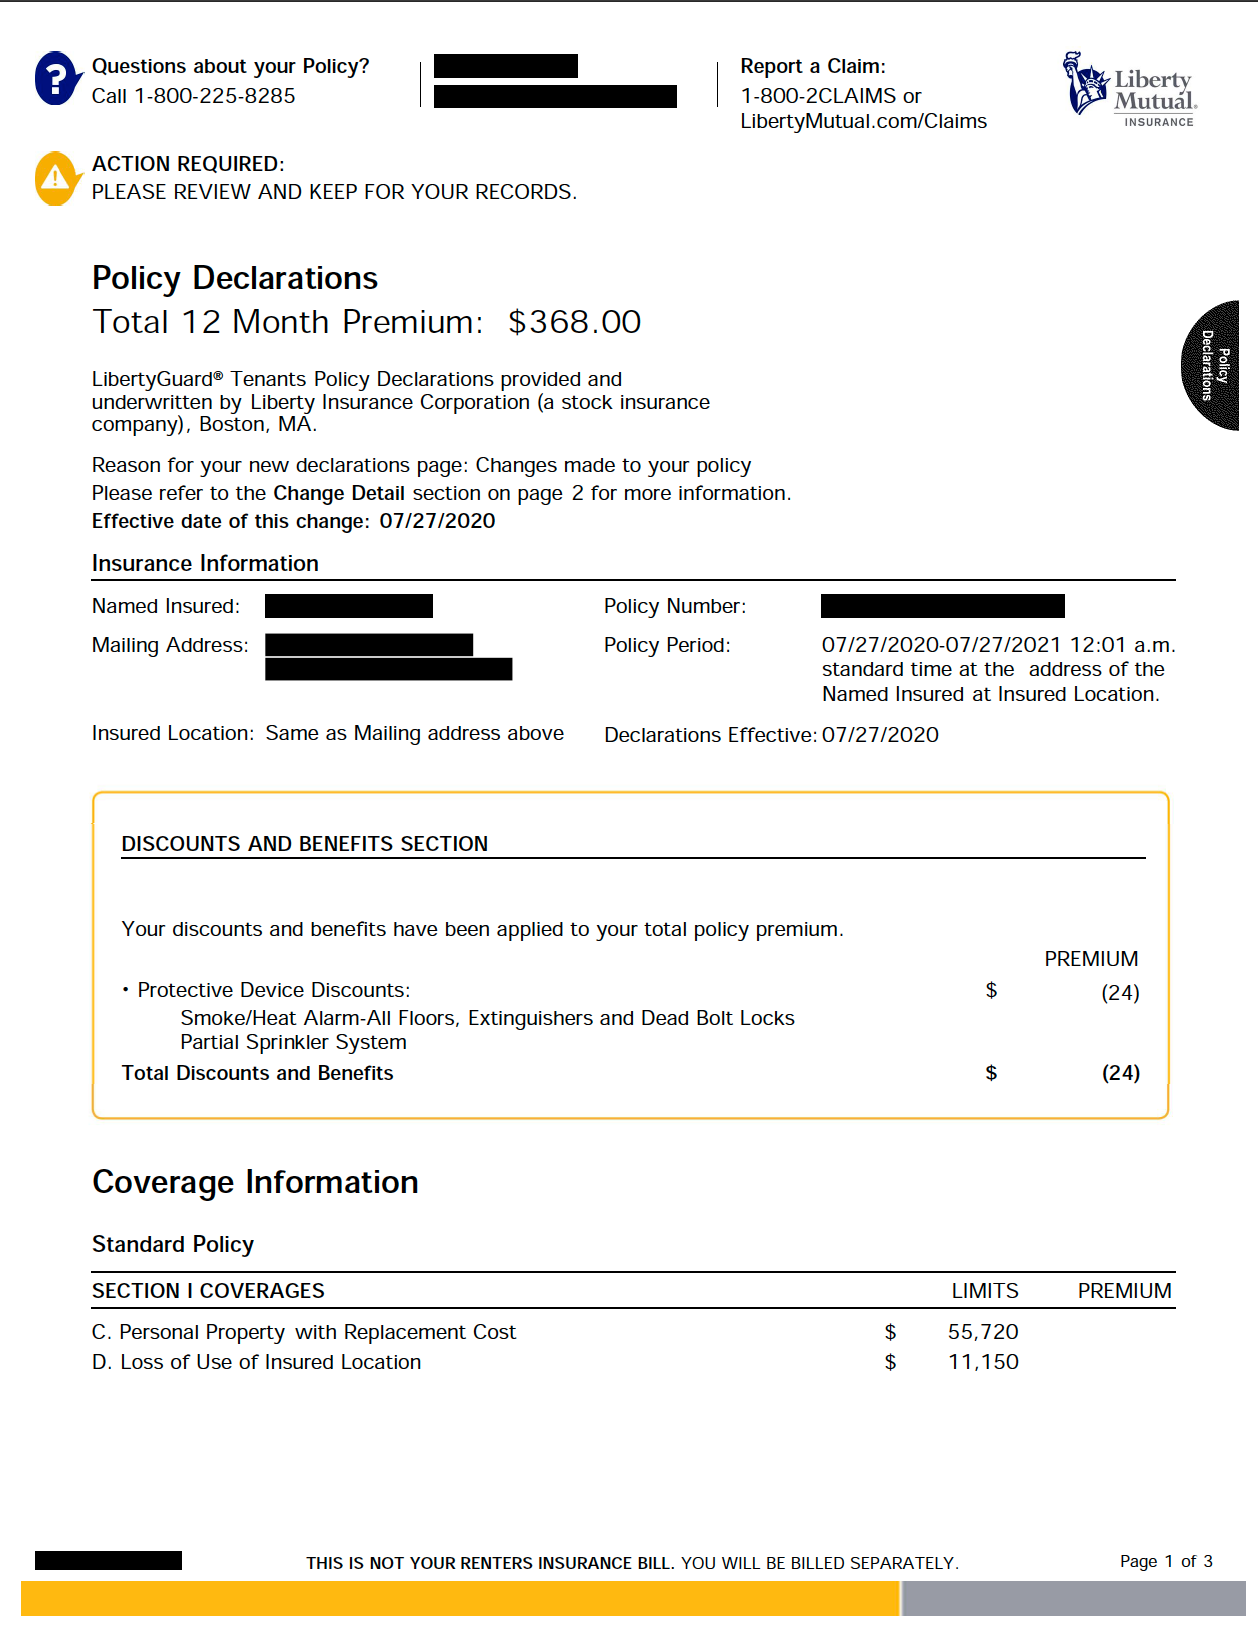 Questions about your Policy?
Call 1-800-225-8285
Report a Claim:
1-800-2CLAIMS or
LibertyMutual.com/Claims
Liberty
Mutual®
INSURANCE
ACTION REQUIRED:
PLEASE REVIEW AND KEEP FOR YOUR RECORDS.
Policy Declarations
Total 12 Month Premium: $368.00
Policy
Declarations
LibertyGuard® Tenants Policy Declarations provided and
underwritten by Liberty Insurance Corporation (a stock insurance
company), Boston, MA.
Reason for your new declarations page: Changes made to your policy
Please refer to the Change Detail section on page 2 for more information.
Effective date of this change: 07/27/2020
Insurance Information
Named Insured:
Policy Number:
Mailing Address:
Policy Period: 07/27/2020-07/27/2021 12:01 a.m.
standard time at the address of the
Named Insured at Insured Location.
Insured Location: Same as Mailing address above
Declarations Effective: 07/27/2020
DISCOUNTS AND BENEFITS SECTION
Your discounts and benefits have been applied to your total policy premium.
PREMIUM
• Protective Device Discounts: $ (24)
Smoke/Heat Alarm-All Floors, Extinguishers and Dead Bolt Locks
Partial Sprinkler System
Total Discounts and Benefits $ (24)
Coverage Information
Standard Policy
SECTION I COVERAGES LIMITS PREMIUM
C. Personal Property with Replacement Cost $ 55,720
D. Loss of Use of Insured Location $ 11,150
THIS IS NOT YOUR RENTERS INSURANCE BILL. YOU WILL BE BILLED SEPARATELY.
Page 1 of 3